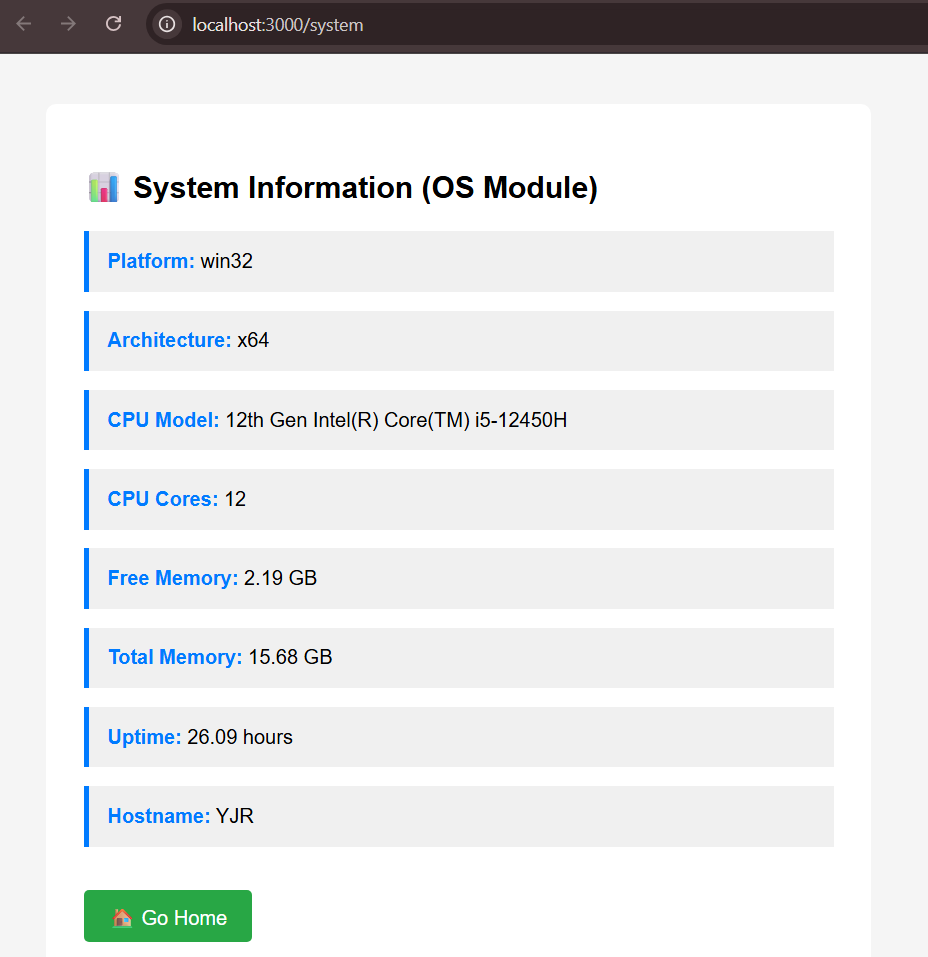 localhost:3000/system
System Information (OS Module)
Platform: win32
Architecture: x64
CPU Model: 12th Gen Intel(R) Core(TM) i5-12450H
CPU Cores: 12
Free Memory: 2.19 GB
Total Memory: 15.68 GB
Uptime: 26.09 hours
Hostname: YJR
Go Home